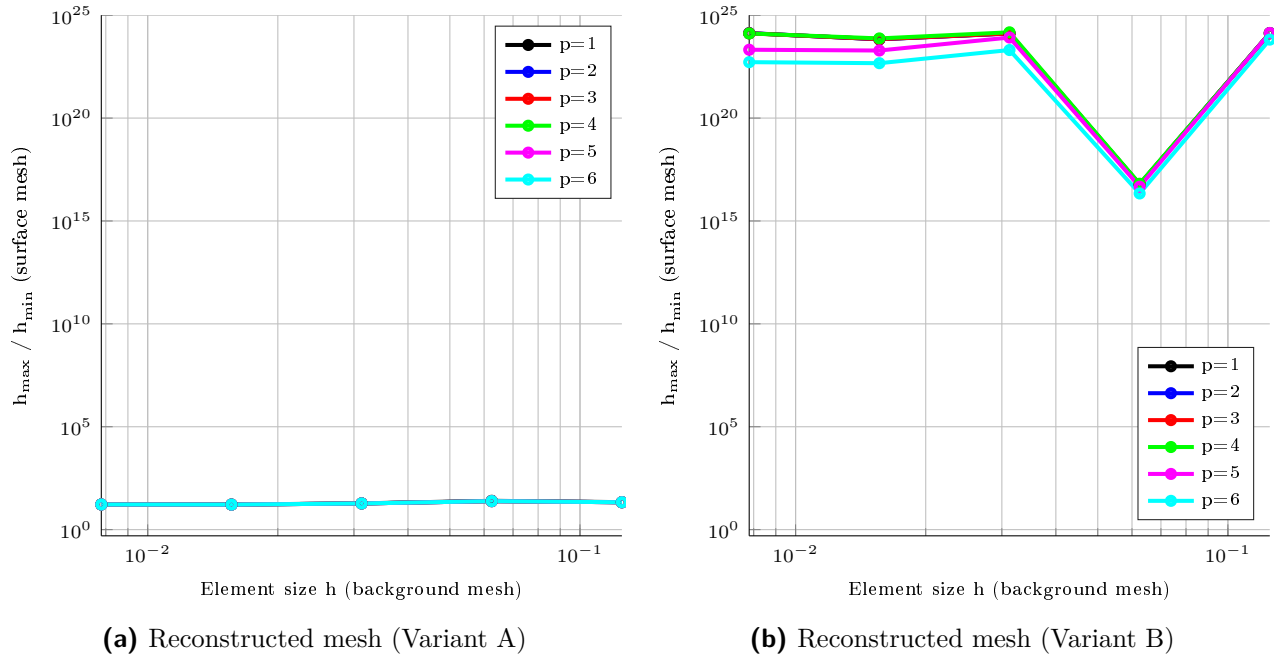 10^25
10^20
10^15
10^10
10^5
10^0
h_max / h_min (surface mesh)
p=1
p=2
p=3
p=4
p=5
p=6
10^−2
10^−1
Element size h (background mesh)
(a) Reconstructed mesh (Variant A)
10^25
10^20
10^15
10^10
10^5
10^0
h_max / h_min (surface mesh)
p=1
p=2
p=3
p=4
p=5
p=6
10^−2
10^−1
Element size h (background mesh)
(b) Reconstructed mesh (Variant B)